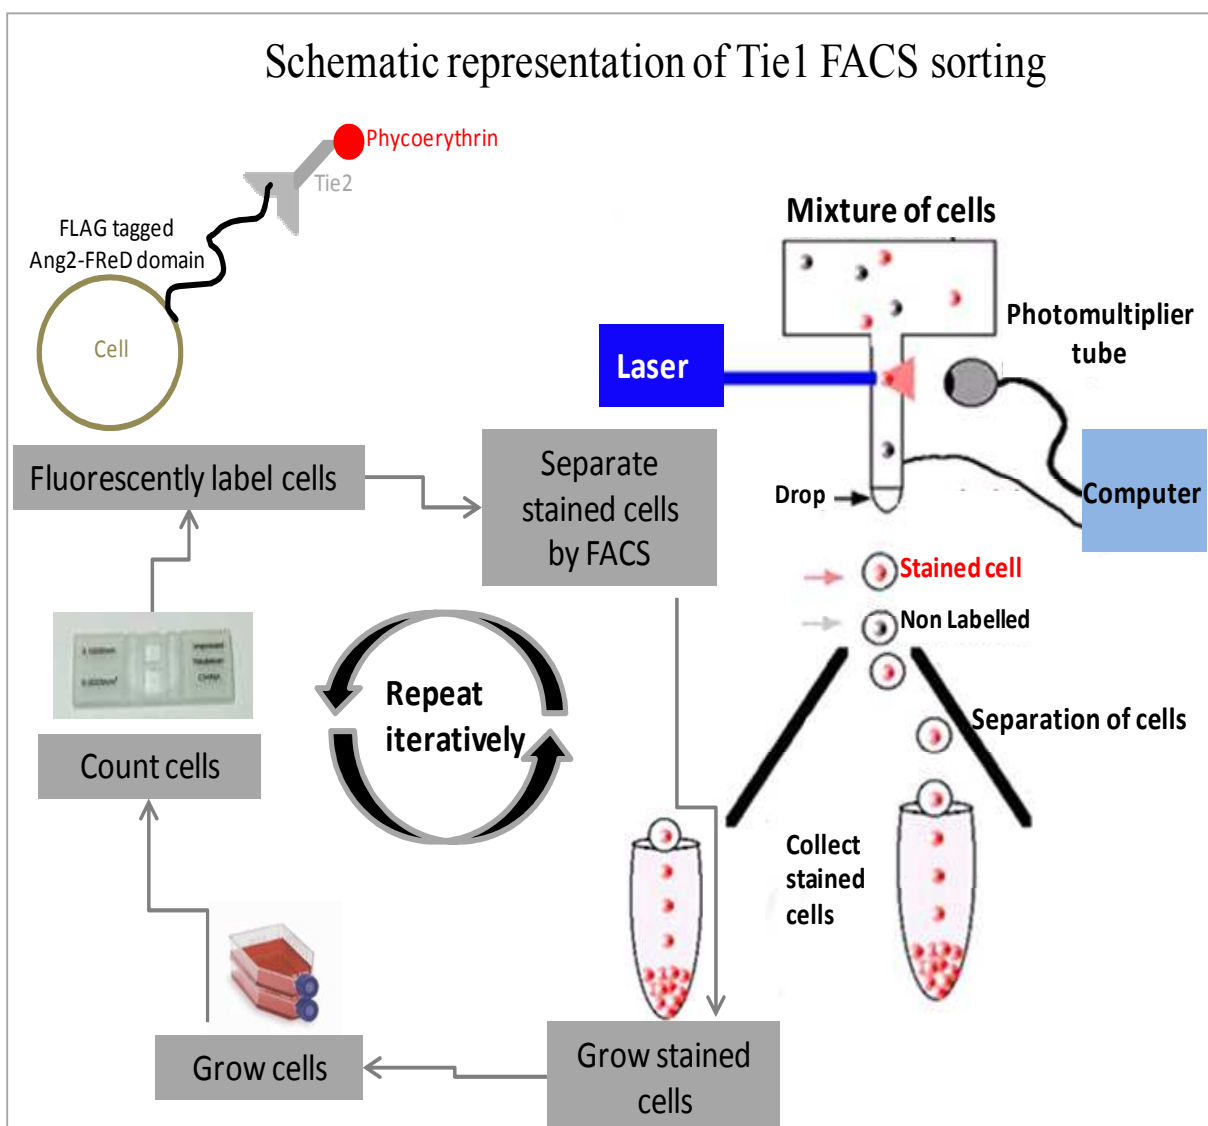 Schematic representation of Tie1 FACS sorting
Phycoerythrin
Tie2
FLAG tagged
Ang2-FReD domain
Cell
Mixture of cells
Photomultiplier
tube
Laser
Fluorescently label cells
Separate
stained cells
by FACS
Drop
Computer
Stained cell
Non Labelled
Separation of cells
Repeat
iteratively
Count cells
Collect
stained
cells
Grow cells
Grow stained
cells